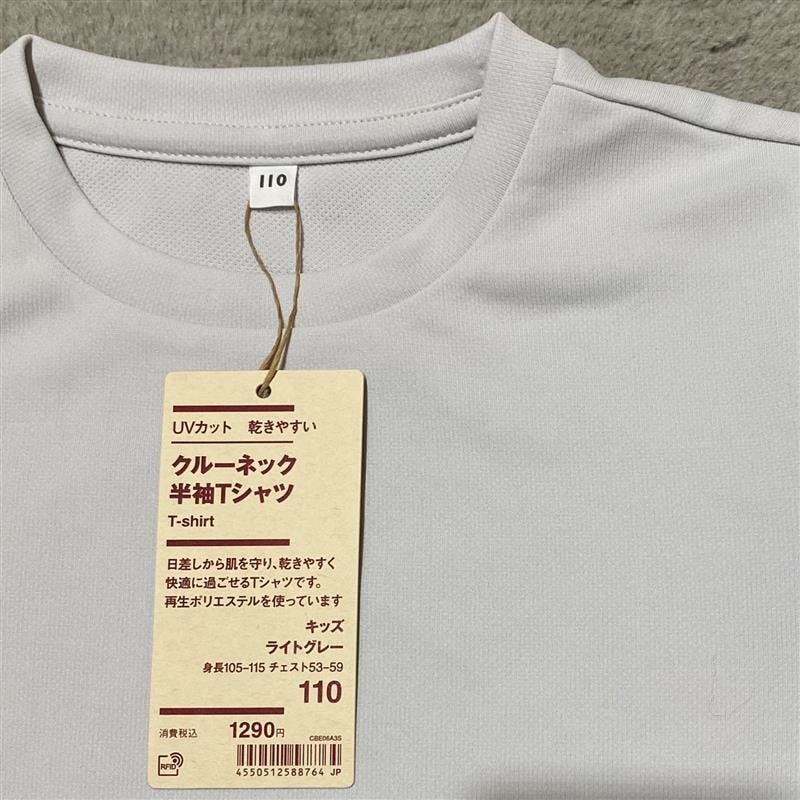 110
UVカット 乾きやすい
クルーネック
半袖Tシャツ
T-shirt
日差しから肌を守り、乾きやすく
快適に過ごせるTシャツです。
再生ポリエステルを使っています
キッズ
ライトグレー
身長105-115 チェスト53-59
110
消費税込 1290円
CBE06A3S
RFID
4550512588764 JP